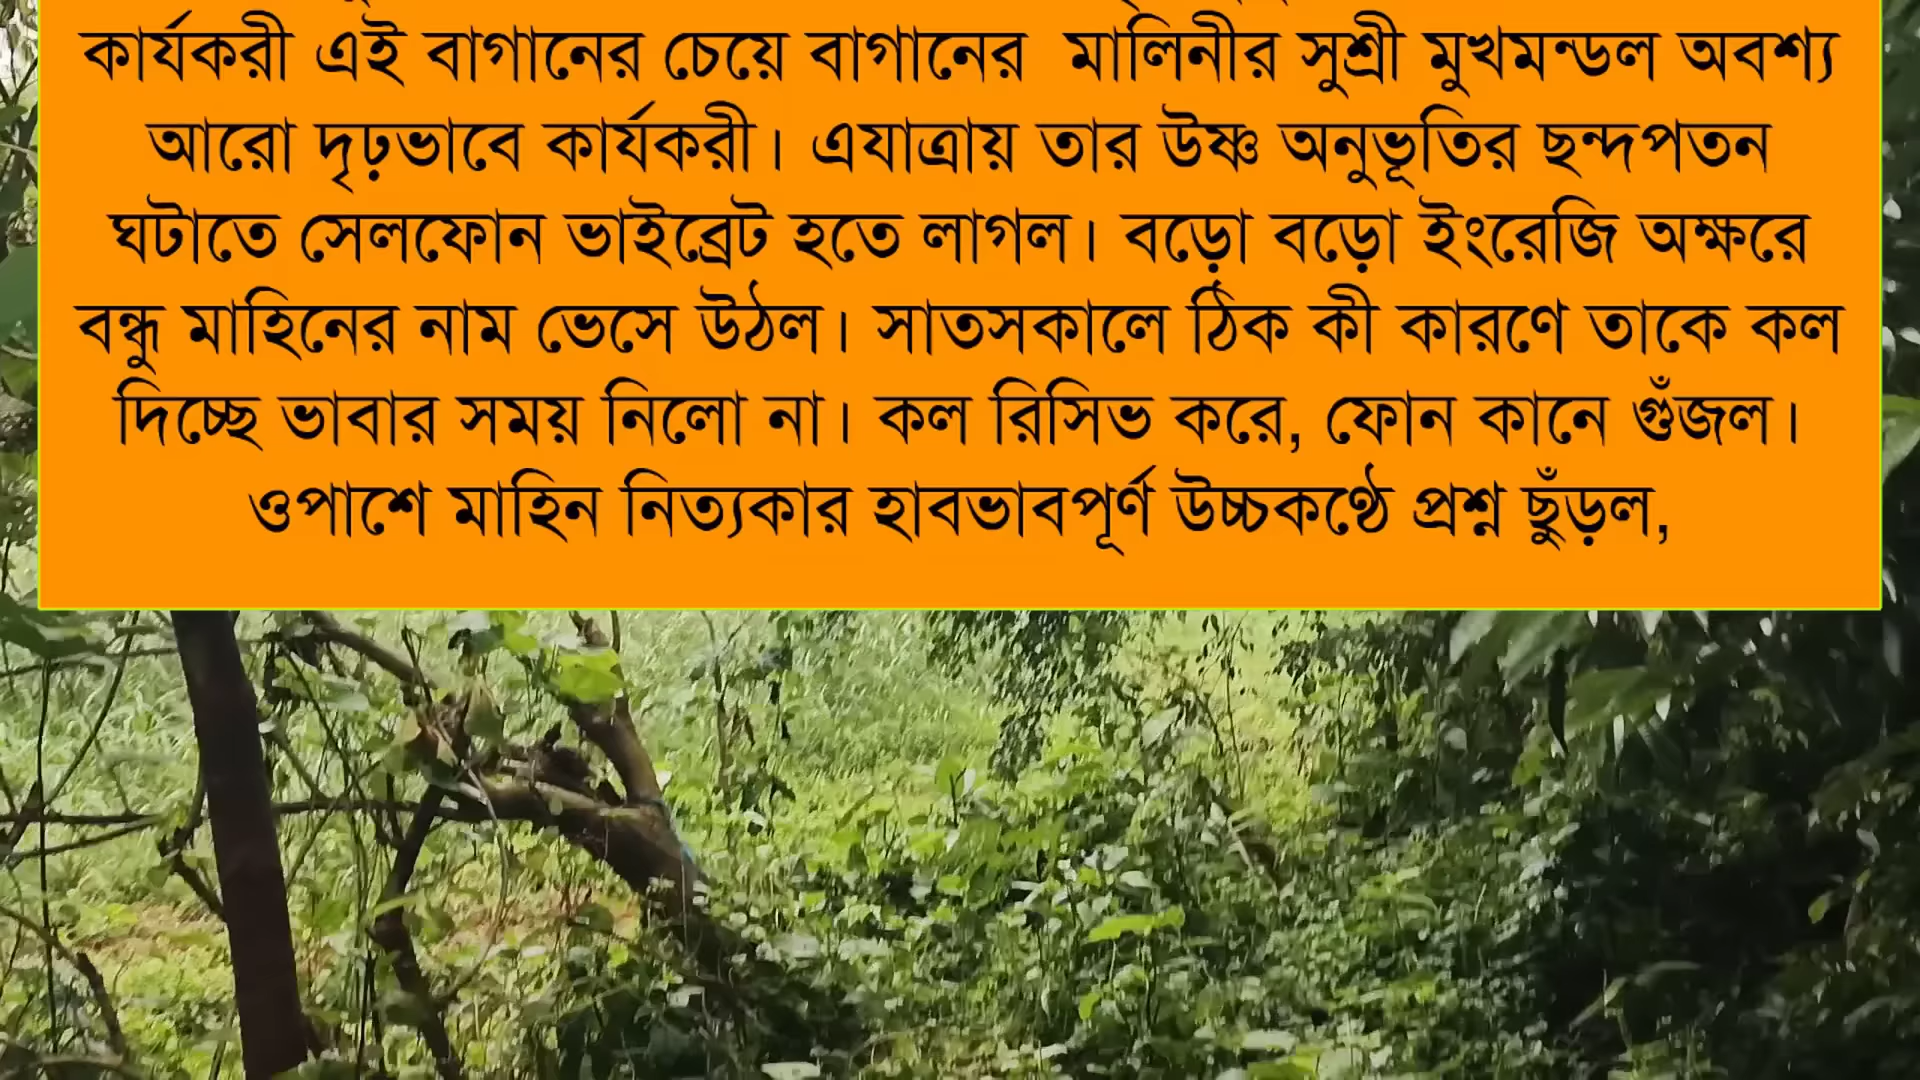 কার্যকরী এই বাগানের চেয়ে বাগানের মালিনীর সুশ্রী মুখমন্ডল অবশ্য
আরো দৃঢ়ভাবে কার্যকরী। এযাত্রায় তার উষ্ণ অনুভূতির ছন্দপতন
ঘটাতে সেলফোন ভাইব্রেট হতে লাগল। বড়ো বড়ো ইংরেজি অক্ষরে
বন্ধু মাহিনের নাম ভেসে উঠল। সাতসকালে ঠিক কী কারণে তাকে কল
দিচ্ছে ভাবার সময় নিলো না। কল রিসিভ করে, ফোন কানে গুঁজল।
ওপাশে মাহিন নিত্যকার হাবভাবপূর্ণ উচ্চকণ্ঠে প্রশ্ন ছুঁড়ল,